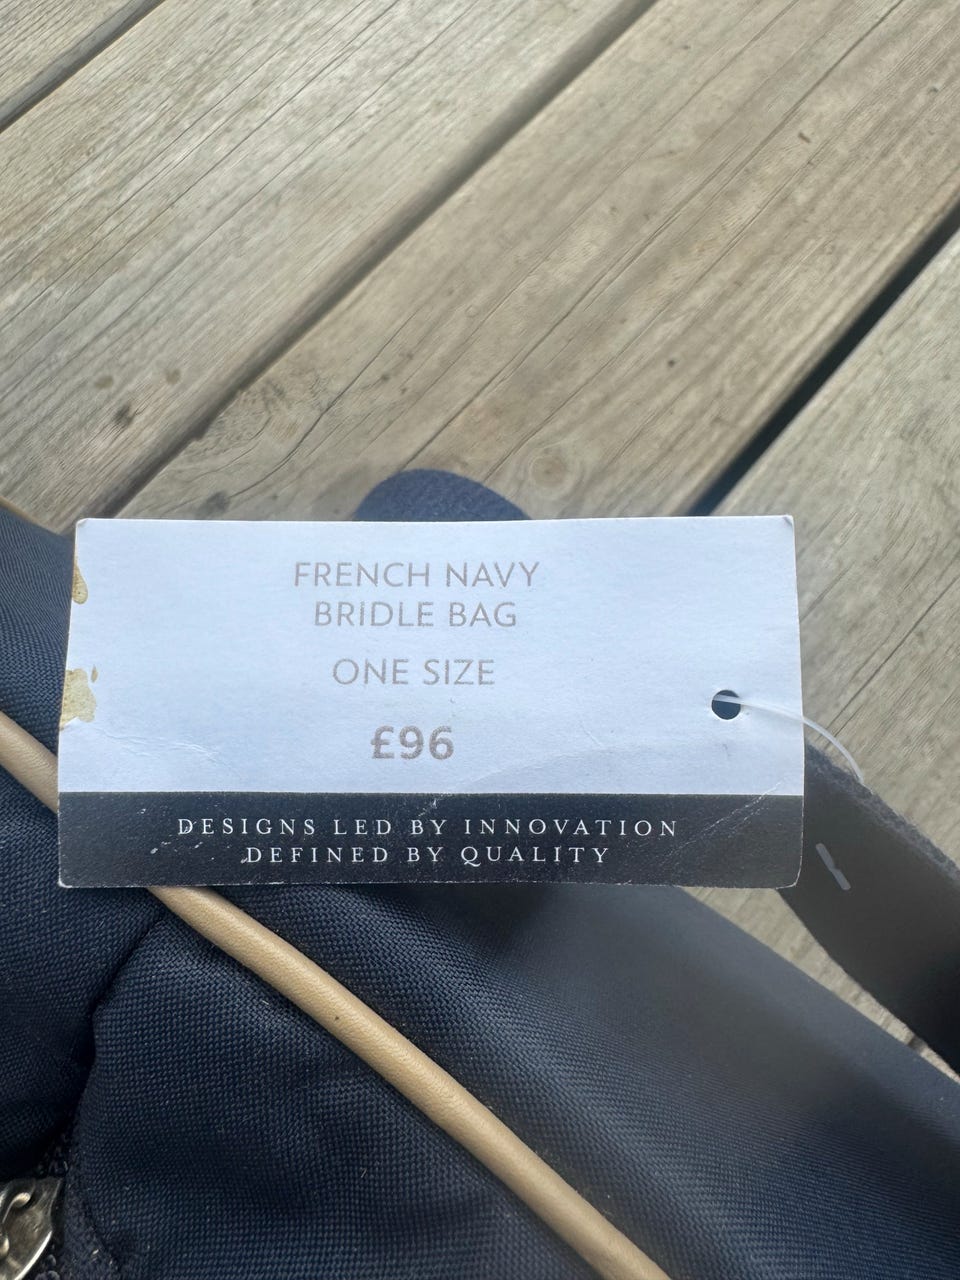 FRENCH NAVY
BRIDLE BAG
ONE SIZE
£96
DESIGNS LED BY INNOVATION
DEFINED BY QUALITY